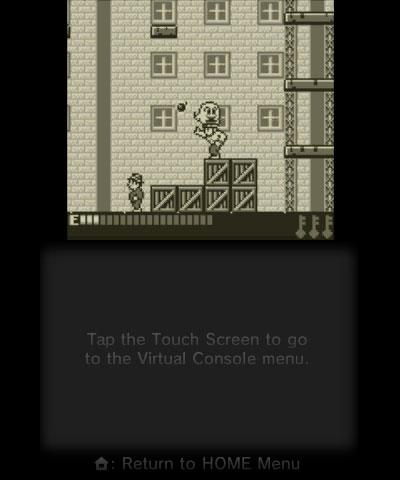 E
Tap the Touch Screen to go
to the Virtual Console menu.
: Return to HOME Menu